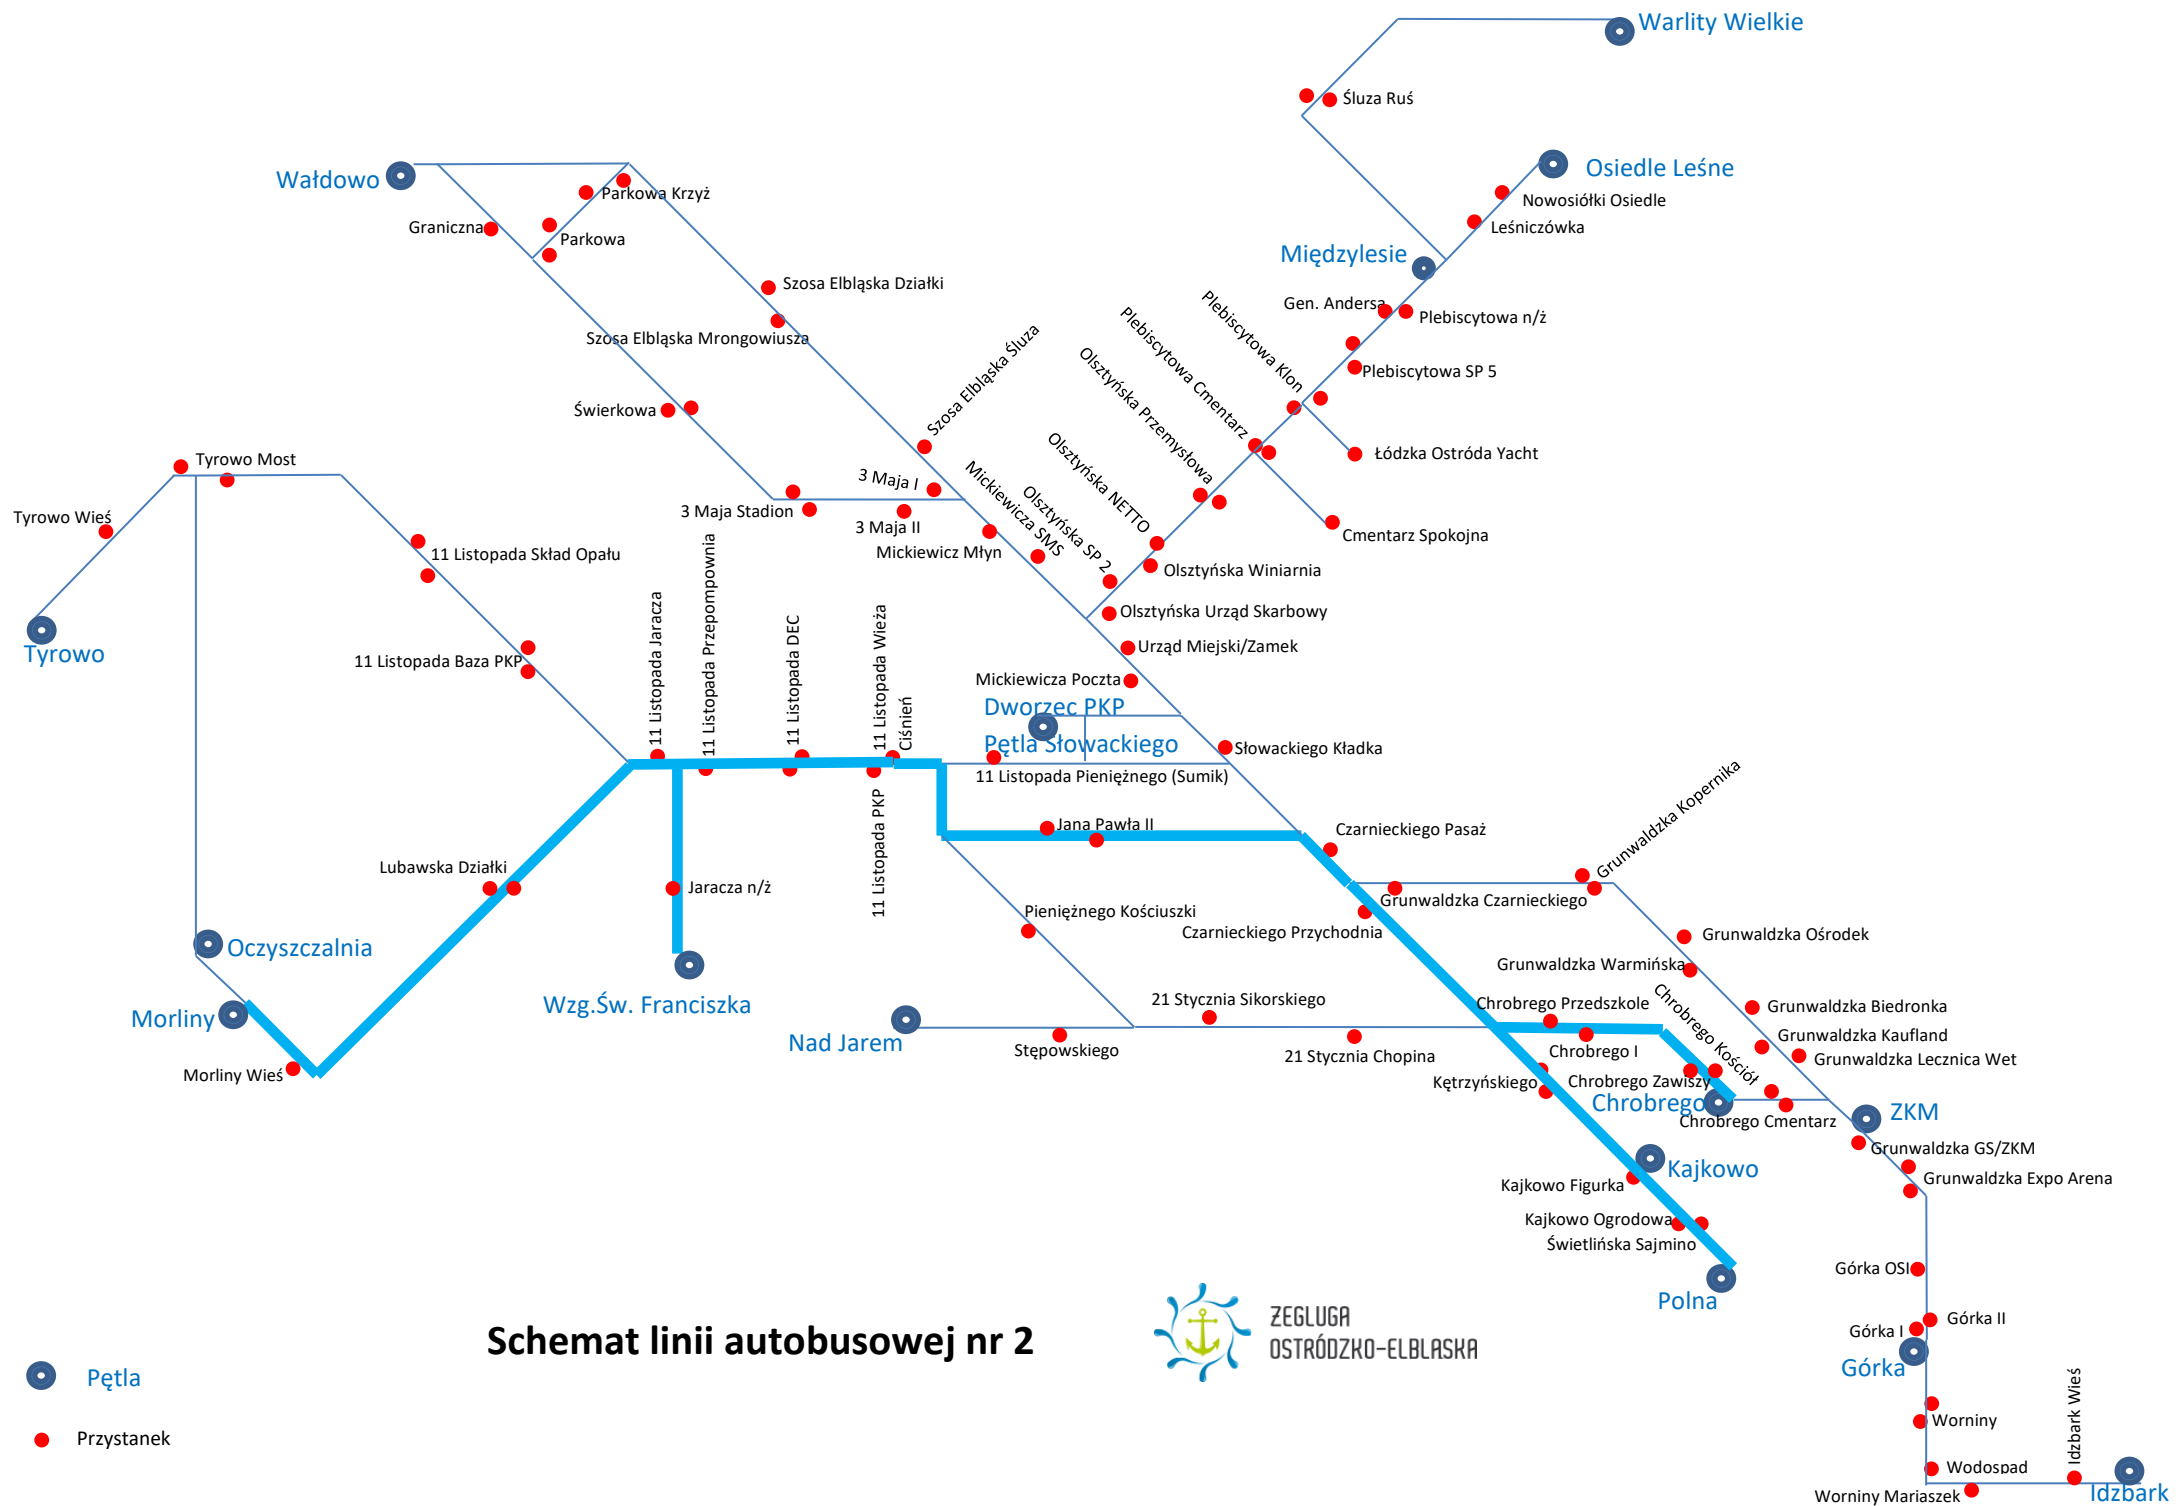 Warlity Wielkie
Śluza Ruś
Wałdowo
Osiedle Leśne
Parkowa Krzyż
Nowosiółki Osiedle
Graniczna
Leśniczówka
Parkowa
Międzylesie
Szosa Elbląska Działki
Gen. Andersa
Plebiscytowa n/ż
Szosa Elbląska Mrongowiusza
Szosa Elbląska Śluza
Plebiscytowa Klon
Plebiscytowa Cmentarz
Olsztyńska Przemysłowa
Plebiscytowa SP 5
Świerkowa
Olsztyńska NETTO
Łódzka Ostróda Yacht
Tyrowo Most
3 Maja I
Mickiewicza SMS
Olsztyńska SP 2
3 Maja Stadion
3 Maja II
Tyrowo Wieś
Cmentarz Spokojna
Mickiewicz Młyn
11 Listopada Skład Opału
Olsztyńska Winiarnia
Olsztyńska Urząd Skarbowy
11 Listopada Jaracza
11 Listopada Przepompownia
11 Listopada DEC
11 Listopada Wieża
Ciśnień
Urząd Miejski/Zamek
Tyrowo
11 Listopada Baza PKP
Mickiewicza Poczta
Dworzec PKP
Pętla Słowackiego
Słowackiego Kładka
11 Listopada Pieniężnego (Sumik)
Grunwaldzka Kopernika
11 Listopada PKP
Jana Pawła II
Czarnieckiego Pasaż
Lubawska Działki
Jaracza n/ż
Grunwaldzka Czarnieckiego
Pieniężnego Kościuszki
Czarnieckiego Przychodnia
Grunwaldzka Ośrodek
Oczyszczalnia
Grunwaldzka Warmińska
Wzg.Św. Franciszka
21 Stycznia Sikorskiego
Chrobrego Przedszkole
Chrobrego Kościół
Grunwaldzka Biedronka
Morliny
Nad Jarem
Stępowskiego
21 Stycznia Chopina
Chrobrego I
Grunwaldzka Kaufland
Grunwaldzka Lecznica Wet
Morliny Wieś
Kętrzyńskiego
Chrobrego Zawiszy
Chrobrego
Chrobrego Cmentarz
ZKM
Grunwaldzka GS/ZKM
Kajkowo
Kajkowo Figurka
Grunwaldzka Expo Arena
Kajkowo Ogrodowa
Świetlińska Sajmino
Górka OSI
Polna
Górka II
Górka I
Górka
Schemat linii autobusowej nr 2
ŻEGLUGA
OSTRÓDZKO-ELBLASKA
Pętla
Przystanek
Worniny
Idzbark Wieś
Wodospad
Worniny Mariaszek
Idzbark